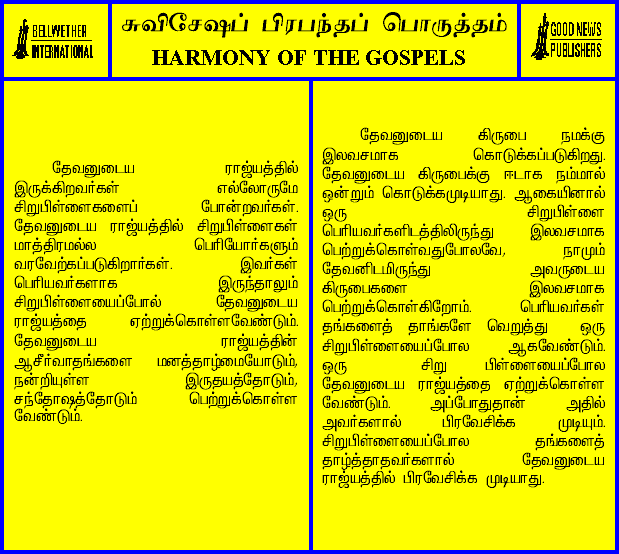 BELLWETHER
INTERNATIONAL
சுவிசேஷப் பிரபந்தப் பொருத்தம்
HARMONY OF THE GOSPELS
GOOD NEWS
PUBLISHERS
தேவனுடைய ராஜ்யத்தில்
இருக்கிறவர்கள் எல்லோருமே
சிறுபிள்ளைகளைப் போன்றவர்கள்.
தேவனுடைய ராஜ்யத்தில் சிறுபிள்ளைகள்
மாத்திரமல்ல பெரியோர்களும்
வரவேற்கப்படுகிறார்கள். இவர்கள்
பெரியவர்களாக இருந்தாலும்
சிறுபிள்ளையைப்போல் தேவனுடைய
ராஜ்யத்தை ஏற்றுக்கொள்ளவேண்டும்.
தேவனுடைய ராஜ்யத்தின்
ஆசீர்வாதங்களை மனத்தாழ்மையோடும்,
நன்றியுள்ள இருதயத்தோடும்,
சந்தோஷத்தோடும் பெற்றுக்கொள்ள
வேண்டும்.
தேவனுடைய கிருபை நமக்கு
இலவசமாக கொடுக்கப்படுகிறது.
தேவனுடைய கிருபைக்கு ஈடாக நம்மால்
ஒன்றும் கொடுக்கமுடியாது. ஆகையினால்
ஒரு சிறுபிள்ளை
பெரியவர்களிடத்திலிருந்து இலவசமாக
பெற்றுக்கொள்வதுபோலவே, நாமும்
தேவனிடமிருந்து அவருடைய
கிருபைகளை இலவசமாக
பெற்றுக்கொள்கிறோம். பெரியவர்கள்
தங்களைத் தாங்களே வெறுத்து ஒரு
சிறுபிள்ளையைப்போல ஆகவேண்டும்.
ஒரு சிறு பிள்ளையைப்போல
தேவனுடைய ராஜ்யத்தை ஏற்றுக்கொள்ள
வேண்டும். அப்போதுதான் அதில்
அவர்களால் பிரவேசிக்க முடியும்.
சிறுபிள்ளையைப்போல தங்களைத்
தாழ்த்தாதவர்களால் தேவனுடைய
ராஜ்யத்தில் பிரவேசிக்க முடியாது.